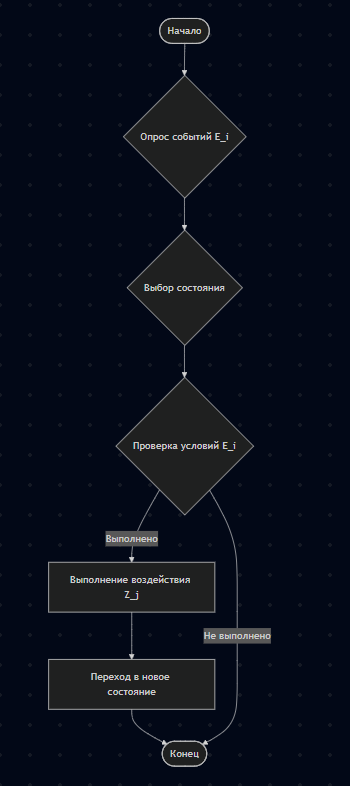 Начало
Опрос событий E_i
Выбор состояния
Проверка условий E_i
Выполнено
Выполнение воздействия
Z_j
Не выполнено
Переход в новое
состояние
Конец